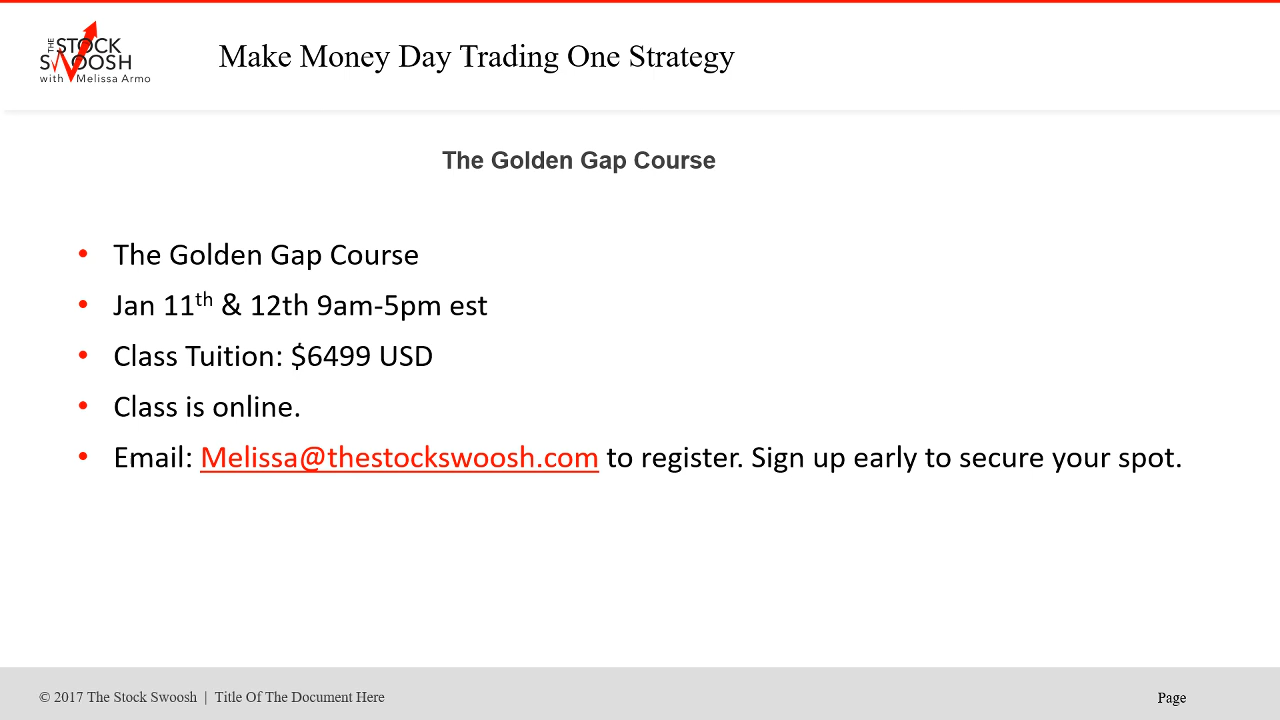 THE STOCK
SWOOSH
with Melissa Armo
Make Money Day Trading One Strategy
The Golden Gap Course
• The Golden Gap Course
• Jan 11th & 12th 9am-5pm est
• Class Tuition: $6499 USD
• Class is online.
• Email: Melissa@thestockswoosh.com to register. Sign up early to secure your spot.
© 2017 The Stock Swoosh | Title Of The Document Here
Page